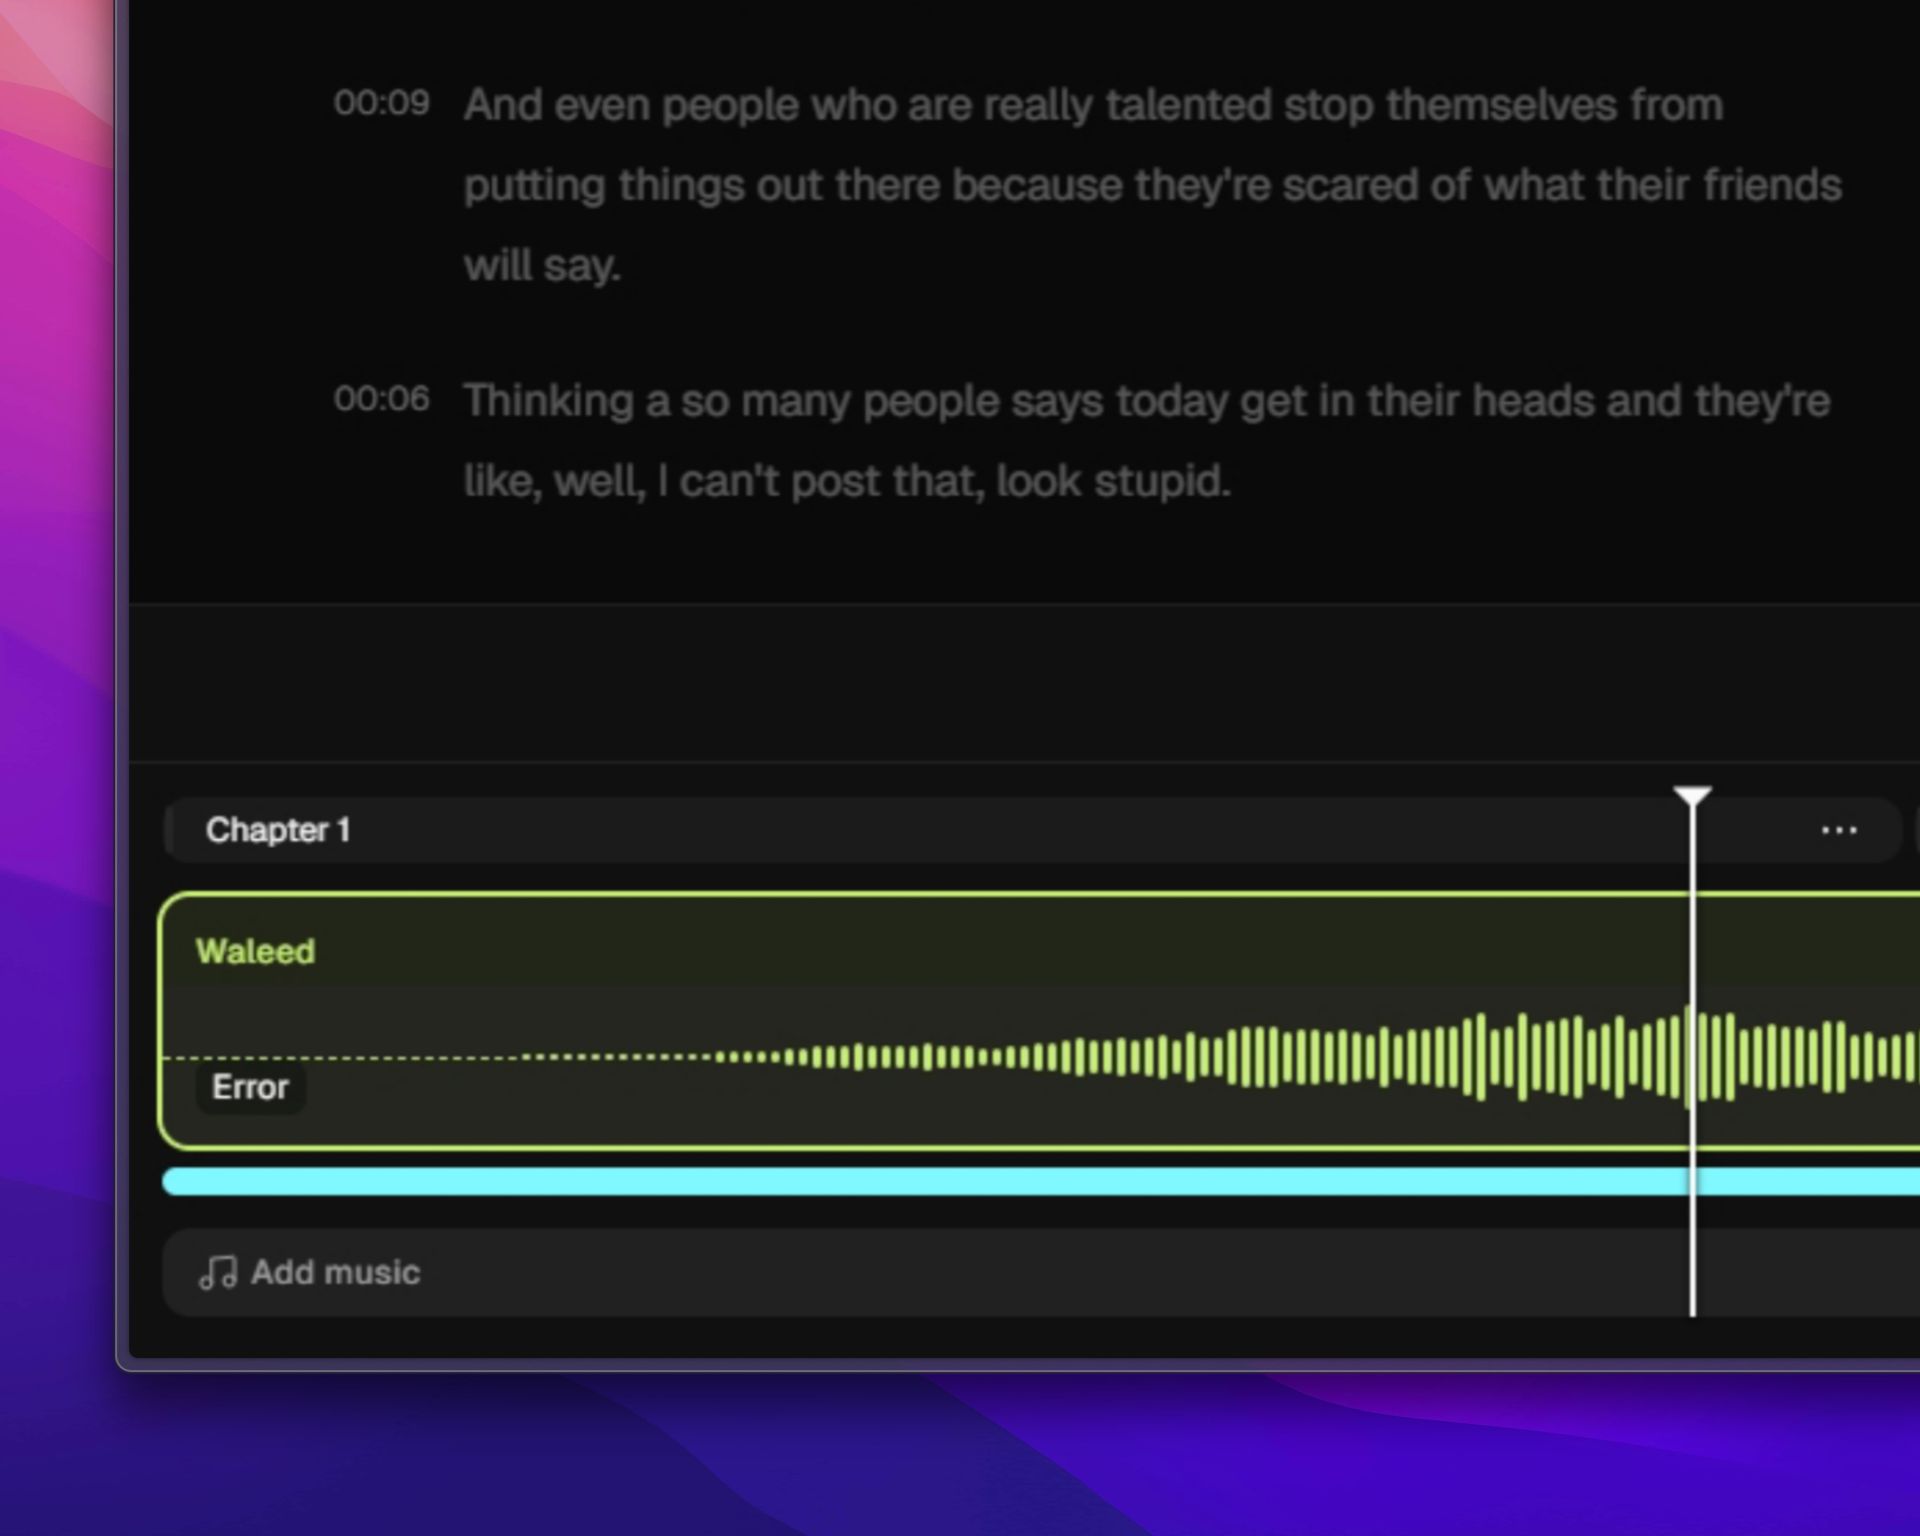 00:09 And even people who are really talented stop themselves from
putting things out there because they're scared of what their friends
will say.
00:06 Thinking a so many people says today get in their heads and they're
like, well, I can't post that, look stupid.
Chapter 1
Waleed
Error
Add music